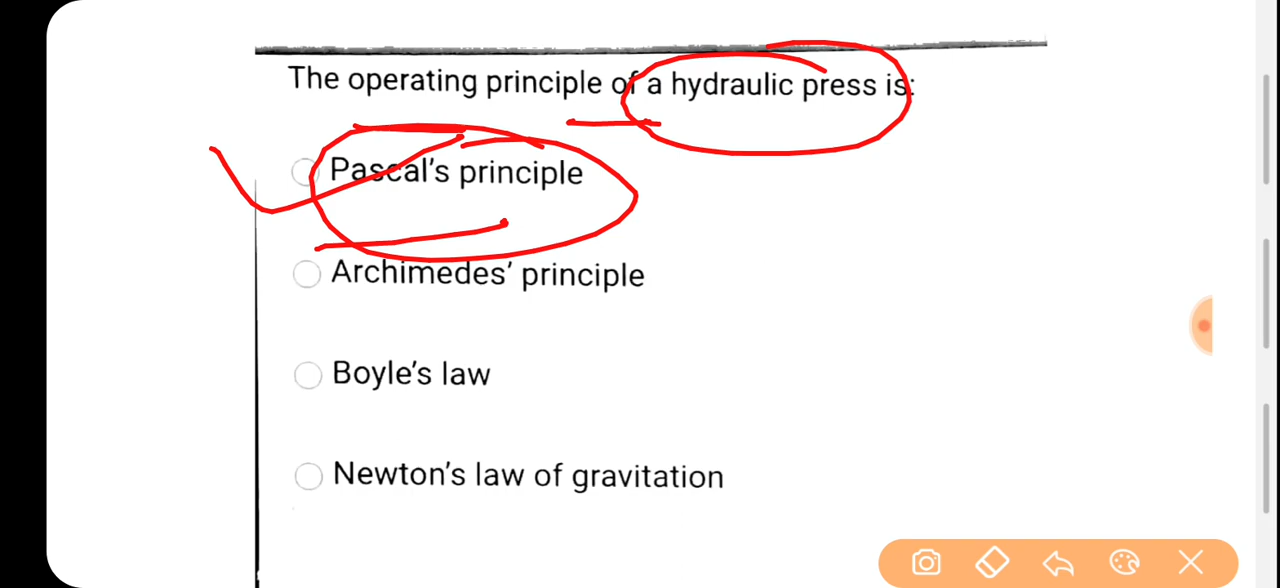 The operating principle of a hydraulic press is:
Pascal's principle
Archimedes' principle
Boyle's law
Newton's law of gravitation